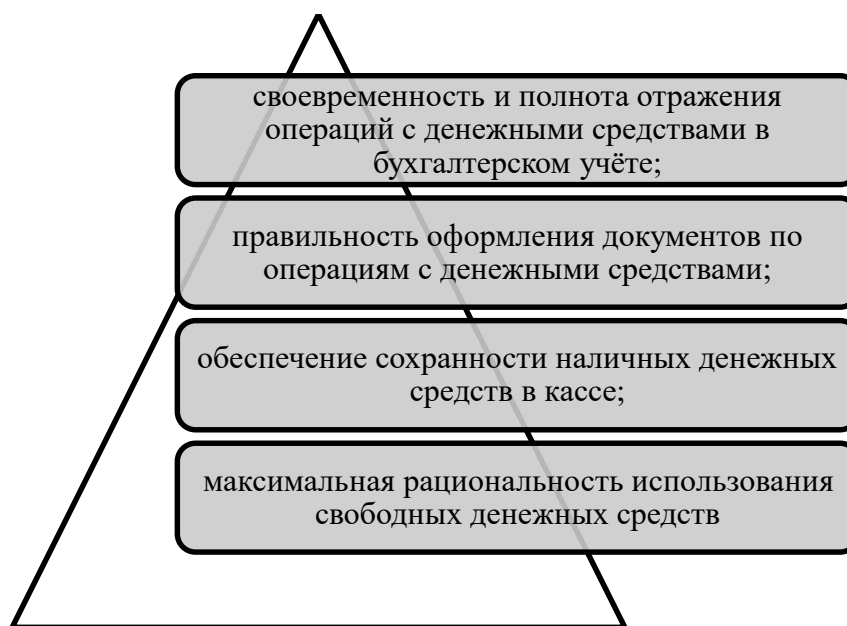 своевременность и полнота отражения
операций с денежными средствами в
бухгалтерском учёте;
правильность оформления документов по
операциям с денежными средствами;
обеспечение сохранности наличных денежных
средств в кассе;
максимальная рациональность использования
свободных денежных средств